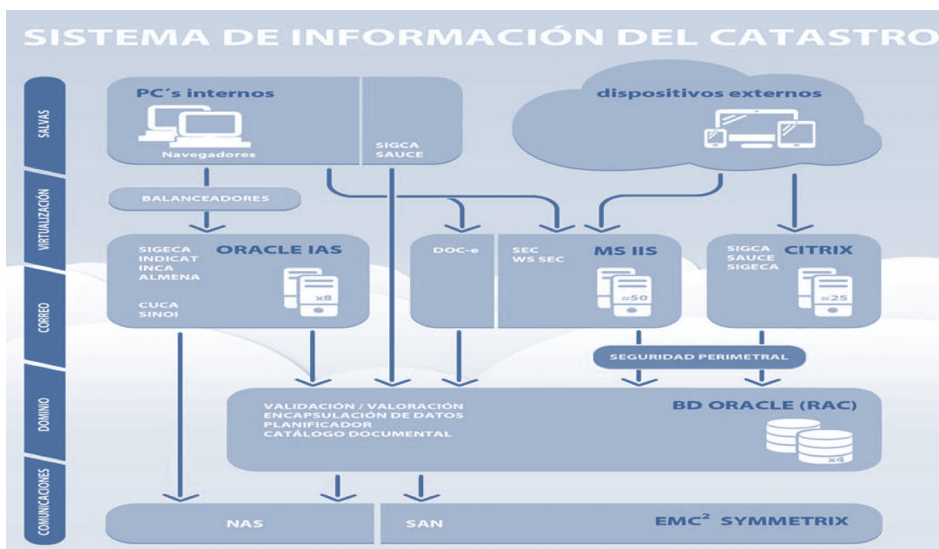 SISTEMA DE INFORMACIÓN DEL CATASTRO
SALVAS
VIRTUALIZACIÓN
CORREO
DOMINIO
COMUNICACIONES
PC´s internos
Navegadores
SIGCA
SAUCE
dispositivos externos
BALANCEADORES
SIGECA
INDICAT
INCA
ALMENA
CUCA
SINOI
ORACLE IAS
x8
DOC-e
SEC
WS SEC
MS IIS
≃50
SIGCA
SAUCE
SIGECA
CITRIX
≃25
SEGURIDAD PERIMETRAL
VALIDACIÓN / VALORACIÓN
ENCAPSULACIÓN DE DATOS
PLANIFICADOR
CATÁLOGO DOCUMENTAL
BD ORACLE (RAC)
x4
NAS
SAN
EMC² SYMMETRIX